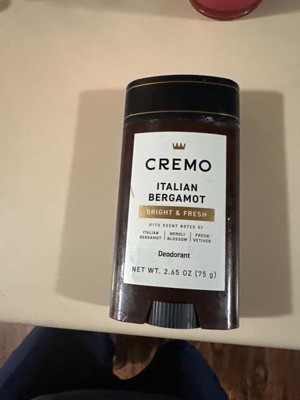 CREMO
ITALIAN
BERGAMOT
BRIGHT & FRESH
WITH SCENT NOTES OF
ITALIAN BERGAMOT | NEROLI BLOSSOM | FRESH VETIVER
Deodorant
NET WT. 2.65 OZ (75 g)